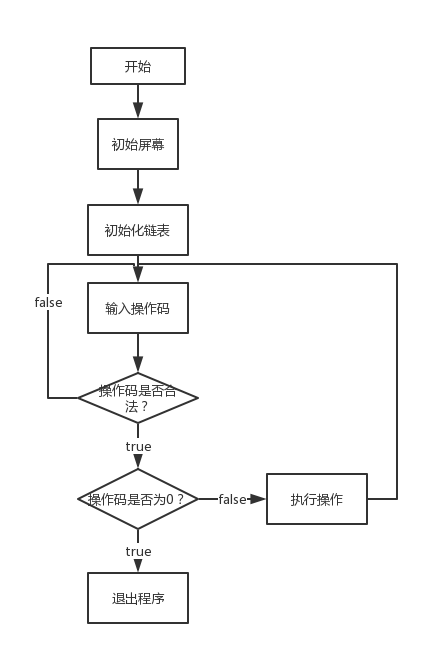 开始
初始屏幕
初始化链表
false
输入操作码
操作码是否合
法？
true
操作码是否为0？
false
执行操作
true
退出程序